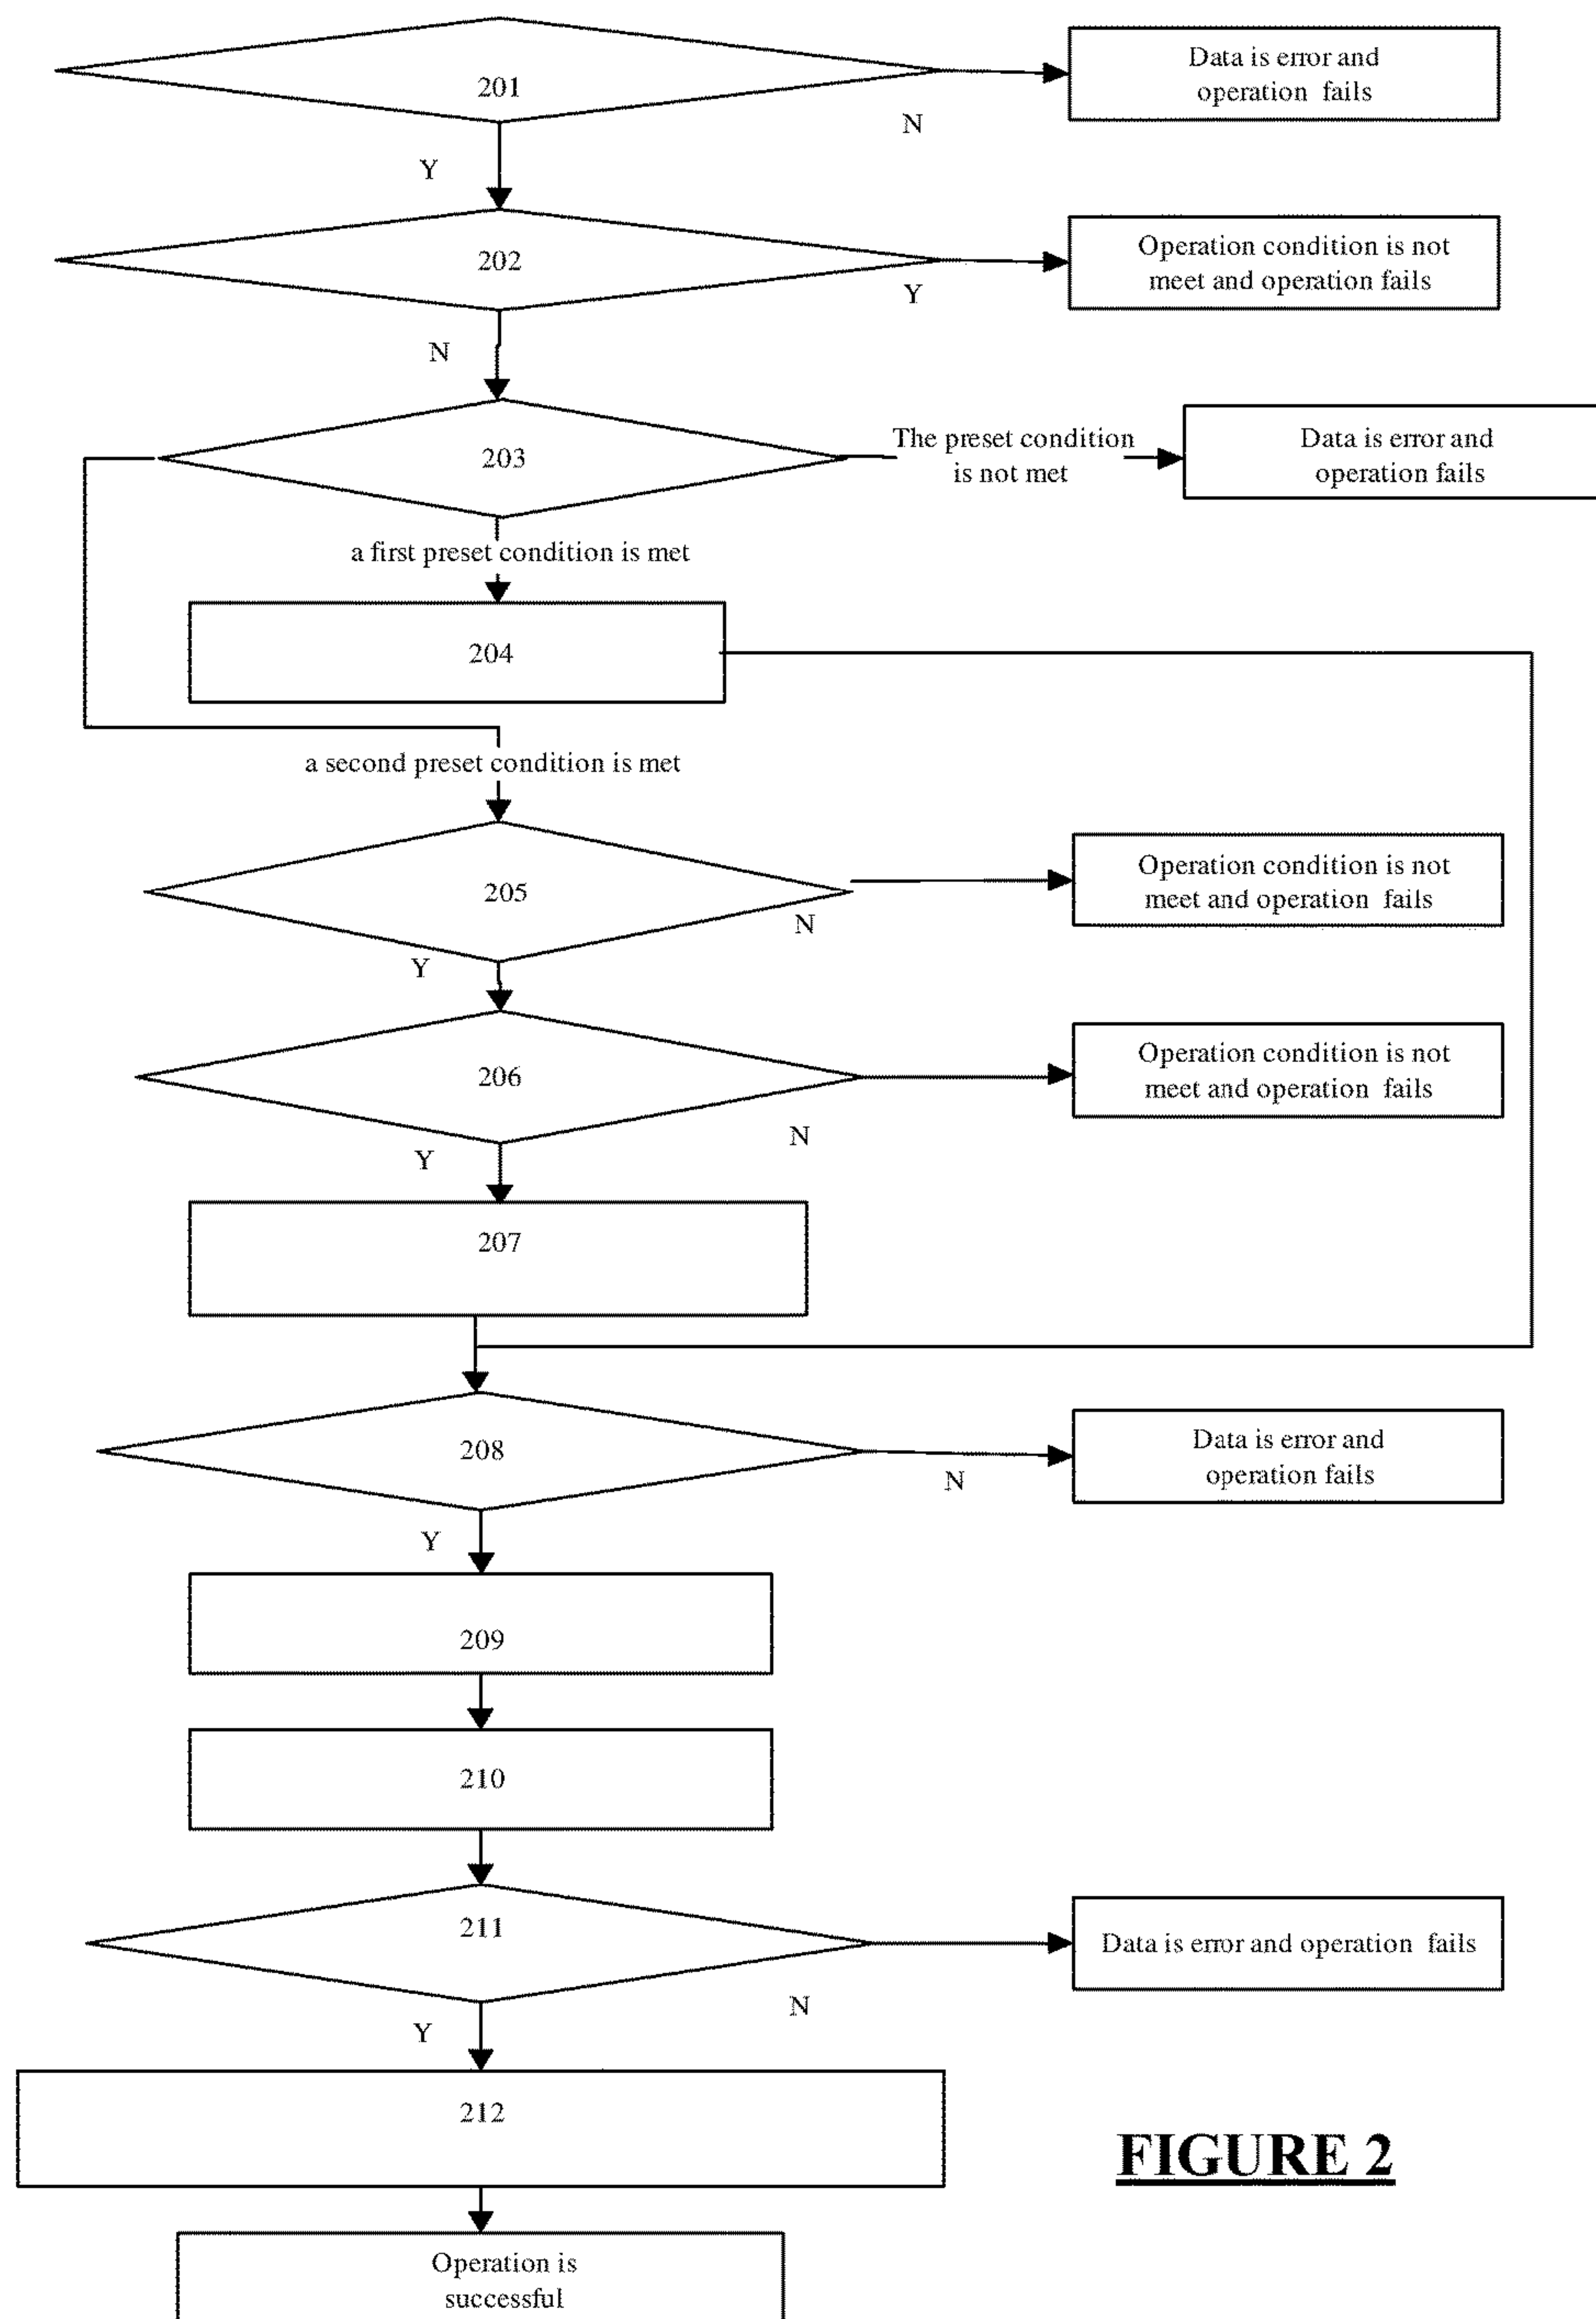 201
Data is error and
operation fails
N
Y
202
Operation condition is not
meet and operation fails
Y
N
203
The preset condition
is not met
Data is error and
operation fails
a first preset condition is met
204
a second preset condition is met
205
Operation condition is not
meet and operation fails
N
Y
206
Operation condition is not
meet and operation fails
N
Y
207
208
Data is error and
operation fails
N
Y
209
210
211
Data is error and operation fails
N
Y
212
FIGURE 2
Operation is
successful